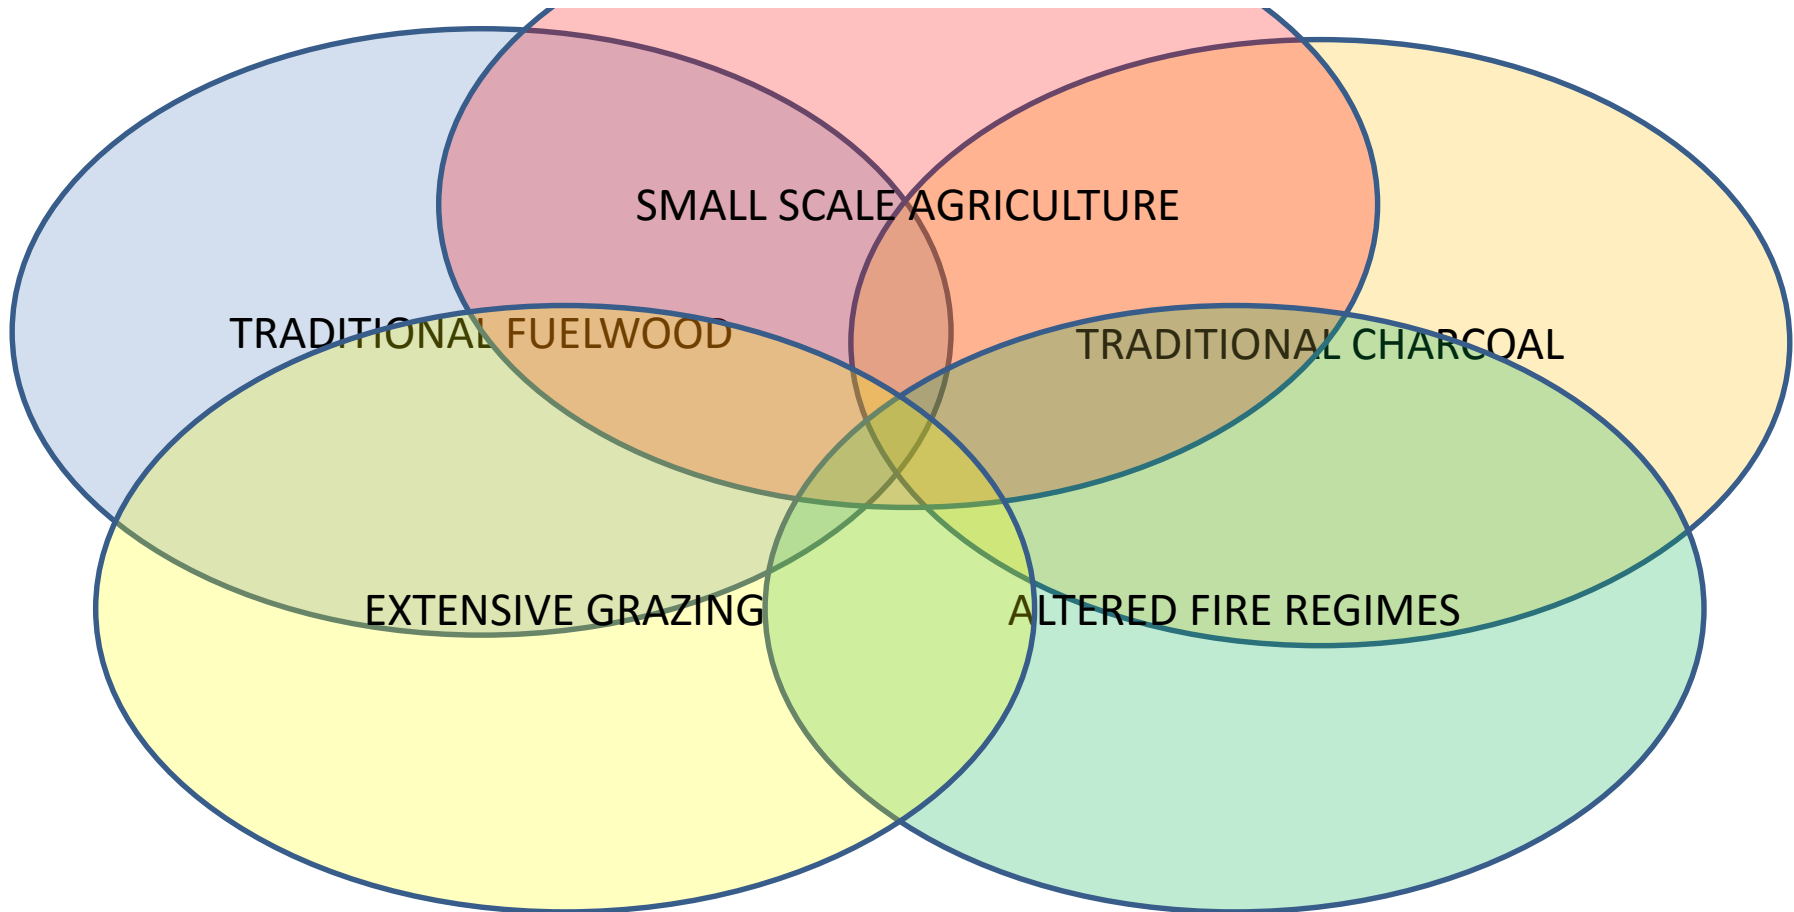 SMALL SCALE AGRICULTURE
TRADITIONAL FUELWOOD
TRADITIONAL CHARCOAL
EXTENSIVE GRAZING
ALTERED FIRE REGIMES